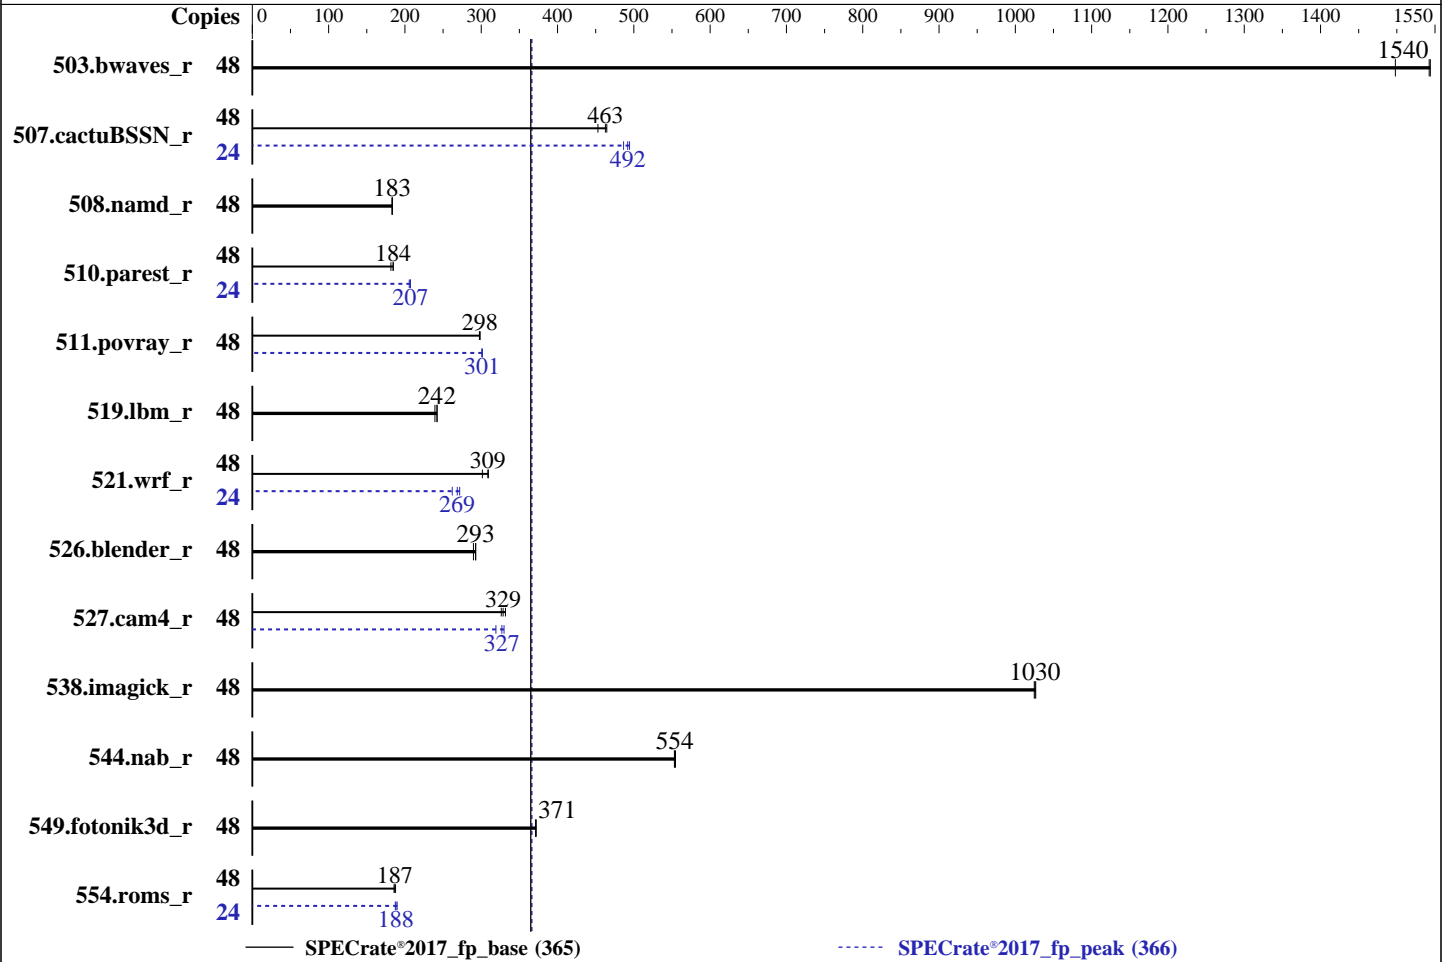 Copies 0 100 200 300 400 500 600 700 800 900 1000 1100 1200 1300 1400 1550
503.bwaves_r 48 1540
507.cactuBSSN_r 48 463
24 492
508.namd_r 48 183
510.parest_r 48 184
24 207
511.povray_r 48 298
301
519.lbm_r 48 242
521.wrf_r 48 309
24 269
526.blender_r 48 293
527.cam4_r 48 329
327
538.imagick_r 48 1030
544.nab_r 48 554
549.fotonik3d_r 48 371
554.roms_r 48 187
24 188
SPECrate®2017_fp_base (365) SPECrate®2017_fp_peak (366)